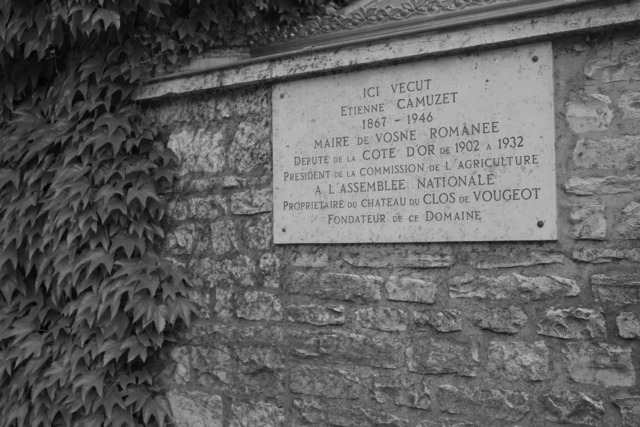 ICI VECUT
ETIENNE CAMUZET
1867 - 1946
MAIRE DE VOSNE ROMANEE
DEPUTE DE LA COTE D'OR DE 1902 A 1932
PRESIDENT DE LA COMMISSION DE L'AGRICULTURE
A L'ASSEMBLEE NATIONALE
PROPRIETAIRE DU CHATEAU DU CLOS DE VOUGEOT
FONDATEUR DE CE DOMAINE